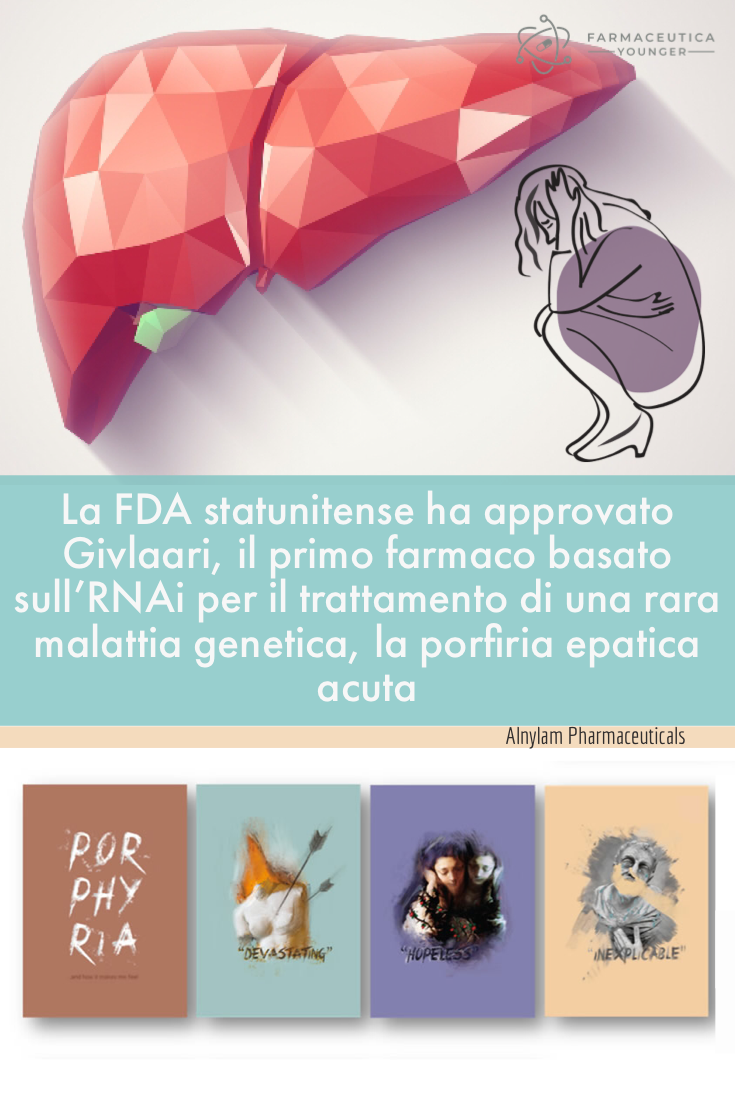 FARMACEUTICA
YOUNGER
La FDA statunitense ha approvato
Givlaari, il primo farmaco basato
sull'RNAi per il trattamento di una rara
malattia genetica, la porfiria epatica
acuta
Alnylam Pharmaceuticals
POR
PHY
RIA
"DEVASTATING"
"HOPELESS"
"INEXPLICABLE"